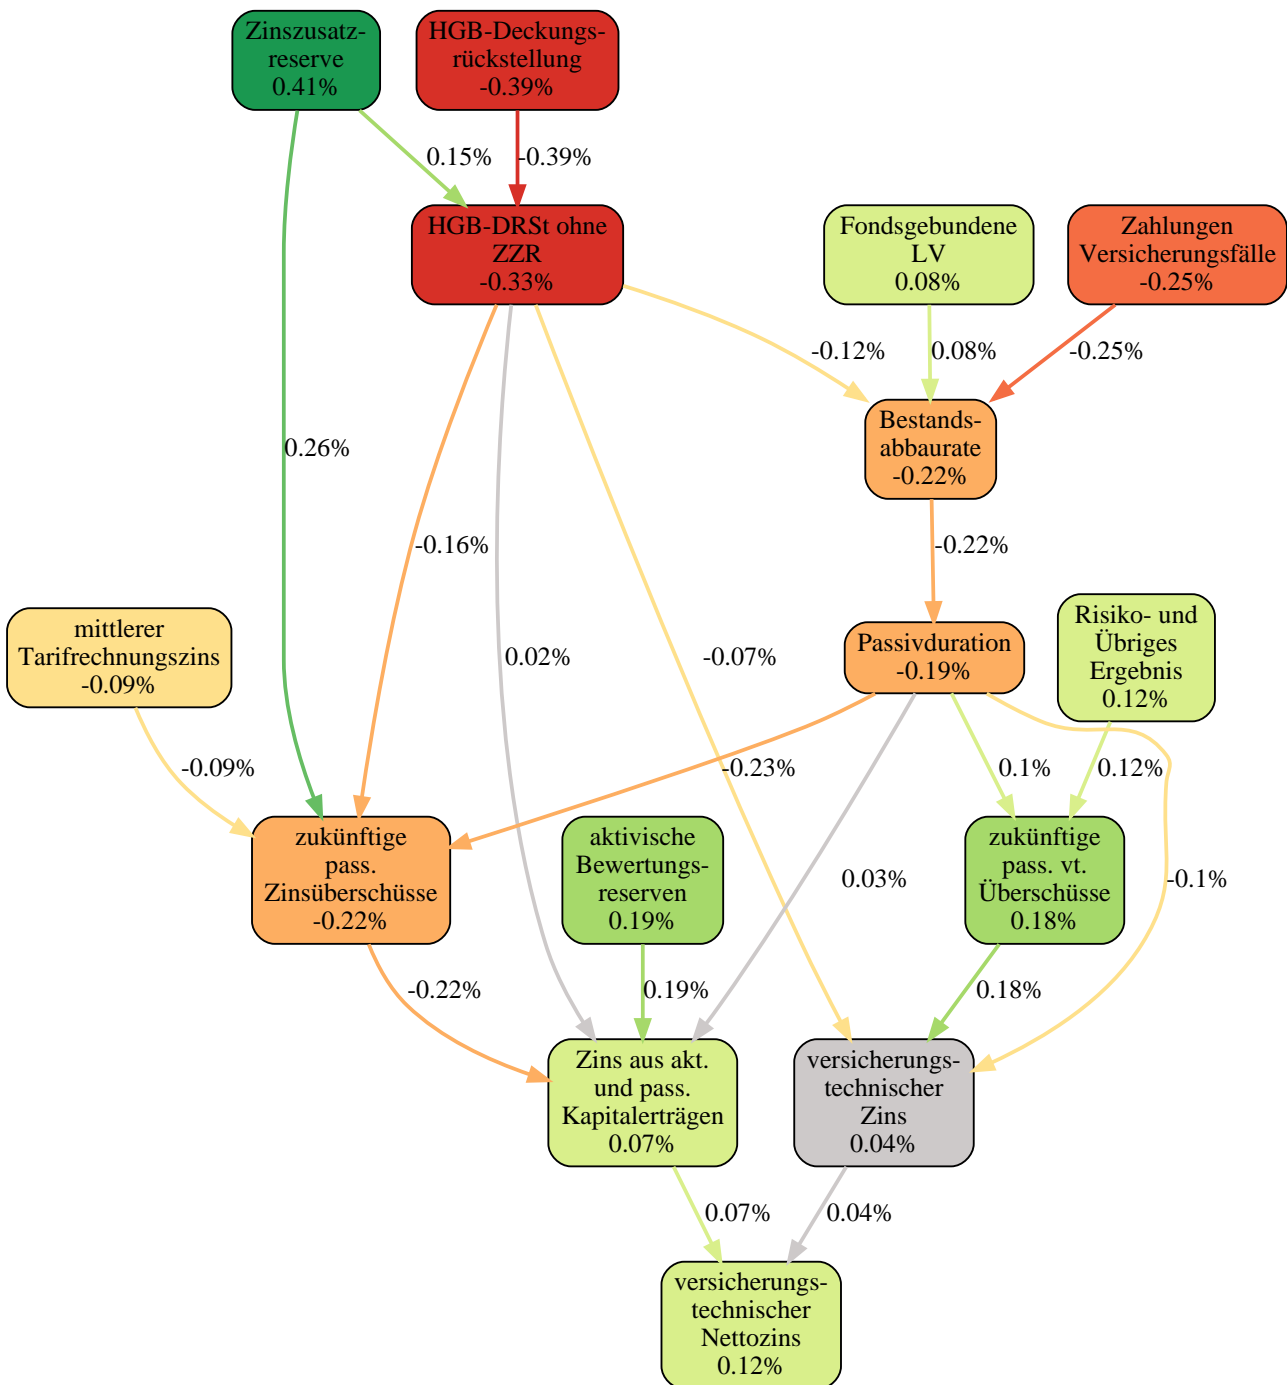 Zinszusatz-
reserve
0.41%
HGB-Deckungs-
rückstellung
-0.39%
0.15%
-0.39%
HGB-DRSt ohne
ZZR
-0.33%
Fondsgebundene
LV
0.08%
Zahlungen
Versicherungsfälle
-0.25%
-0.12%
0.08%
-0.25%
0.26%
Bestands-
abbaurate
-0.22%
-0.16%
-0.22%
mittlerer
Tarifrechnungszins
-0.09%
0.02%
-0.07%
Passivduration
-0.19%
Risiko- und
Übriges
Ergebnis
0.12%
-0.09%
-0.23%
0.1%
0.12%
zukünftige
pass.
Zinsüberschüsse
-0.22%
aktivische
Bewertungs-
reserven
0.19%
0.03%
zukünftige
pass. vt.
Überschüsse
0.18%
-0.1%
-0.22%
0.19%
0.18%
Zins aus akt.
und pass.
Kapitalerträgen
0.07%
versicherungs-
technischer
Zins
0.04%
0.07%
0.04%
versicherungs-
technischer
Nettozins
0.12%